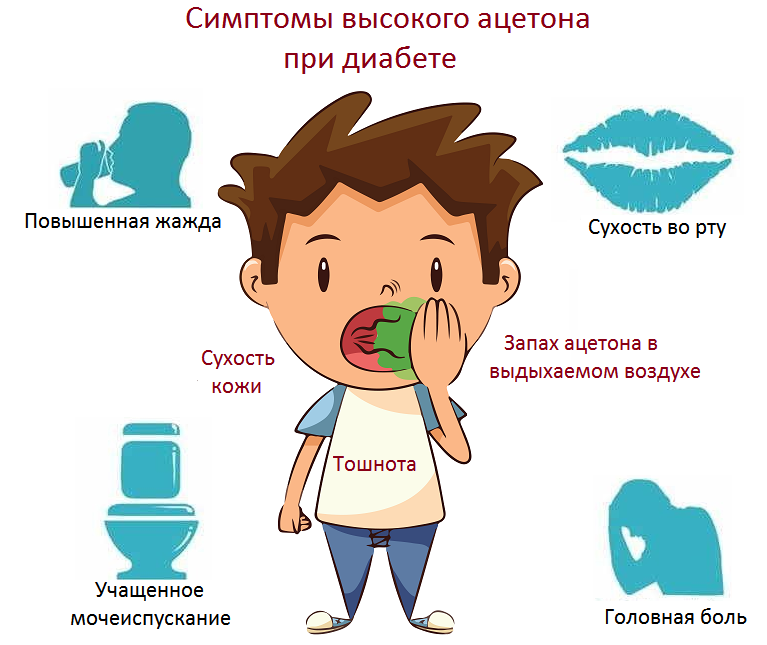 Симптомы высокого ацетона
при диабете
Повышенная жажда
Сухость во рту
Сухость
кожи
Запах ацетона в
выдыхаемом воздухе
Тошнота
Учащенное
мочеиспускание
Головная боль